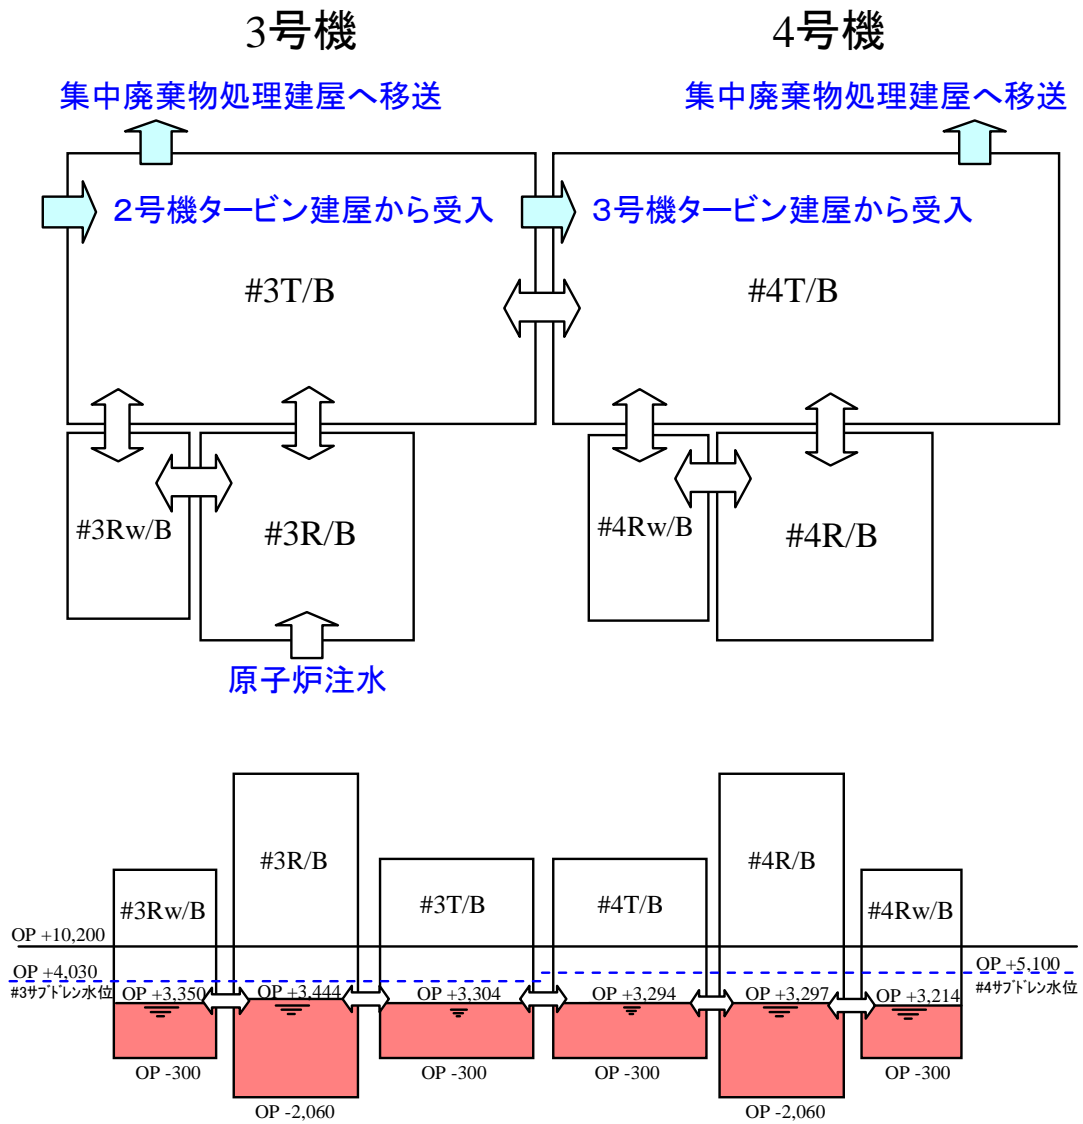 3号機
4号機
集中廃棄物処理建屋へ移送
集中廃棄物処理建屋へ移送
2号機タービン建屋から受入
3号機タービン建屋から受入
#3T/B
#4T/B
#3Rw/B
#3R/B
#4Rw/B
#4R/B
原子炉注水
#3R/B
#4R/B
#3Rw/B
#3T/B
#4T/B
#4Rw/B
OP +10,200
OP +4,030
#3サブドレン水位
OP +5,100
#4サブドレン水位
OP +3,350
OP +3,444
OP +3,304
OP +3,294
OP +3,297
OP +3,214
OP -300
OP -2,060
OP -300
OP -300
OP -2,060
OP -300